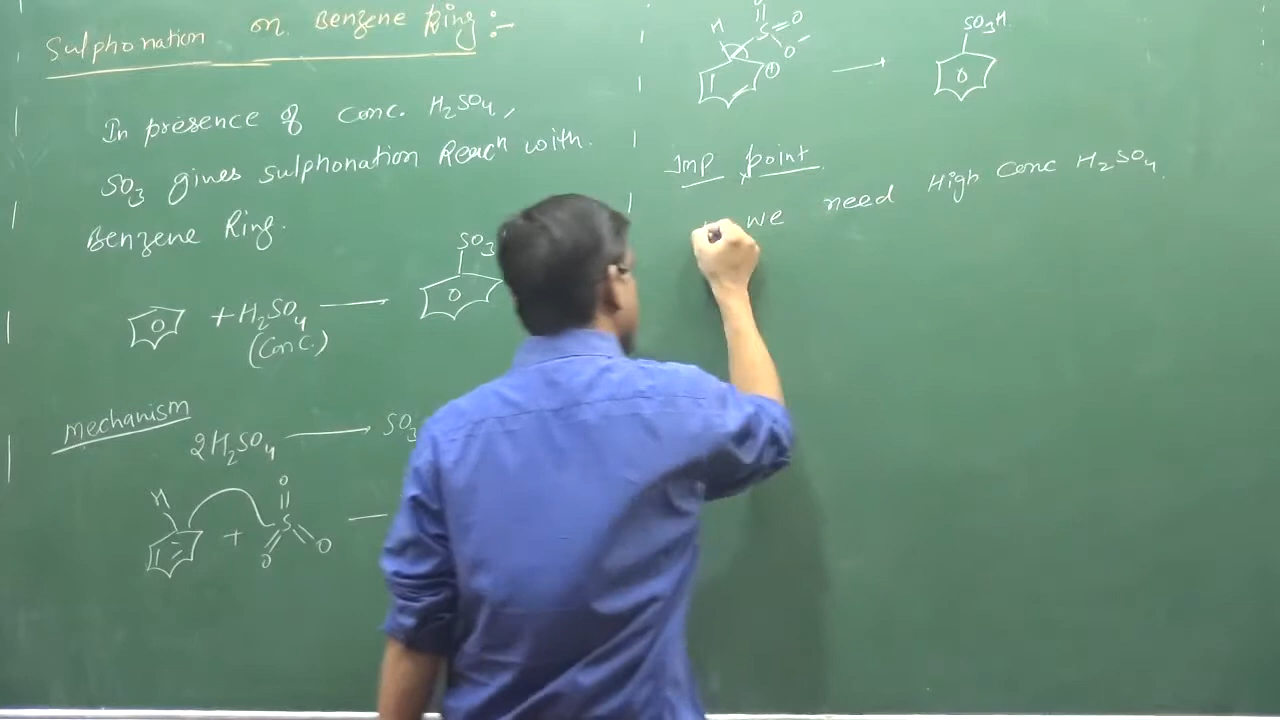 Sulphonation on Benzene Ring :-
In presence of conc. H2SO4,
SO3 gives sulphonation Reacn with
Benzene Ring.
SO3
+ H2SO4
(Conc.)
mechanism
2H2SO4 → SO3
H
+
O
S
O
O
H
O
S
O
O-
+
→
SO3H
Imp point
we need High conc H2SO4.